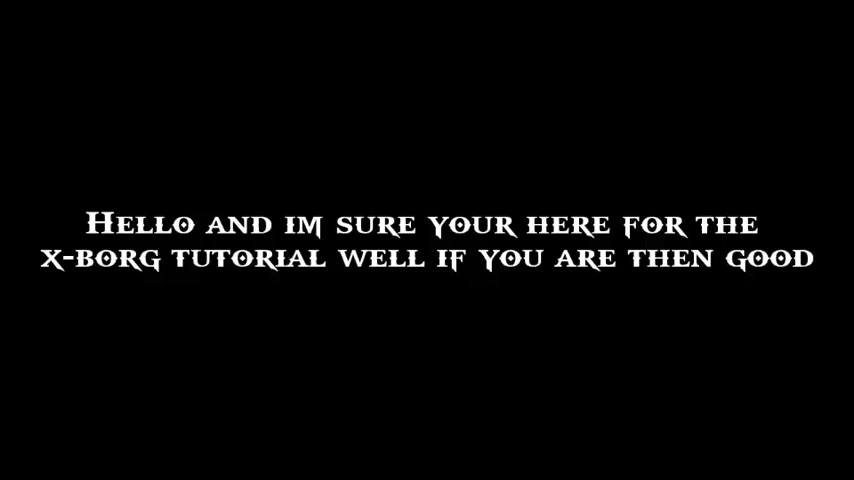 Hello and im sure your here for the
x-borg tutorial well if you are then good